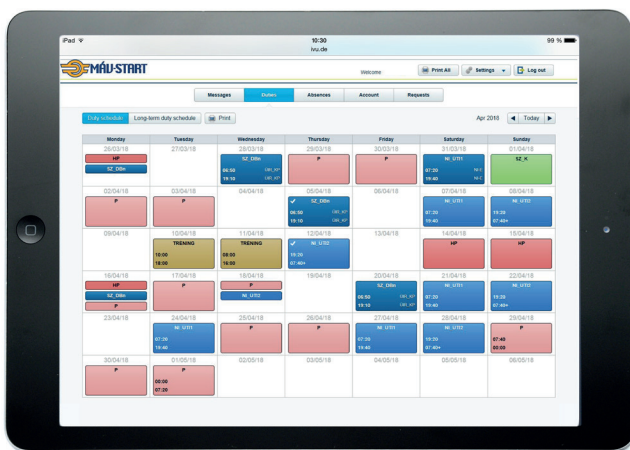 iPad
10:30
99 %
ivu.de
MÁV-START
Welcome
Print All
Settings
Log out
Messages
Duties
Absences
Account
Requests
Duty schedule
Long-term duty schedule
Print
Apr 2018
Today
Monday Tuesday Wednesday Thursday Friday Saturday Sunday
26/03/18 27/03/18 28/03/18 29/03/18 30/03/18 31/03/18 01/04/18
HP SZ_DBn P P NI_UTI1 SZ_K
SZ_DBn
06:50 07:20
19:10 19:40
02/04/18 03/04/18 04/04/18 05/04/18 06/04/18 07/04/18 08/04/18
P P SZ_DBn NI_UTI1 NI_UTI2
06:50 07:20 19:20
19:10 19:40 07:40+
09/04/18 10/04/18 11/04/18 12/04/18 13/04/18 14/04/18 15/04/18
TRENING TRENING NI_UTI2 HP HP
10:00 08:00 19:20
18:00 16:00 07:40+
16/04/18 17/04/18 18/04/18 19/04/18 20/04/18 21/04/18 22/04/18
HP P P SZ_DBn NI_UTI1 NI_UTI2
SZ_DBn NI_UTI2 06:50 07:20 19:20
P 19:10 19:40 07:40+
23/04/18 24/04/18 25/04/18 26/04/18 27/04/18 28/04/18 29/04/18
NI_UTI1 P P NI_UTI1 NI_UTI2 P
07:20 07:20 19:20 07:40
19:40 19:40 07:40+ 00:00
30/04/18 01/05/18 02/05/18 03/05/18 04/05/18 05/05/18 06/05/18
P P
00:00
07:20